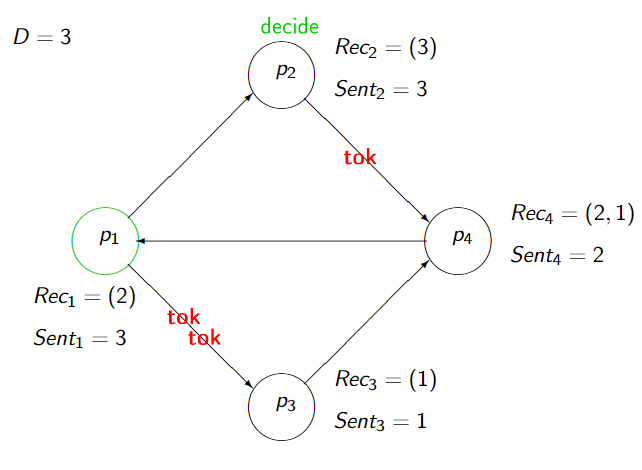 D = 3
decide
p₂
Rec₂ = (3)
Sent₂ = 3
tok
p₁
p₄
Rec₄ = (2, 1)
Sent₄ = 2
Rec₁ = (2)
Sent₁ = 3
tok
tok
p₃
Rec₃ = (1)
Sent₃ = 1